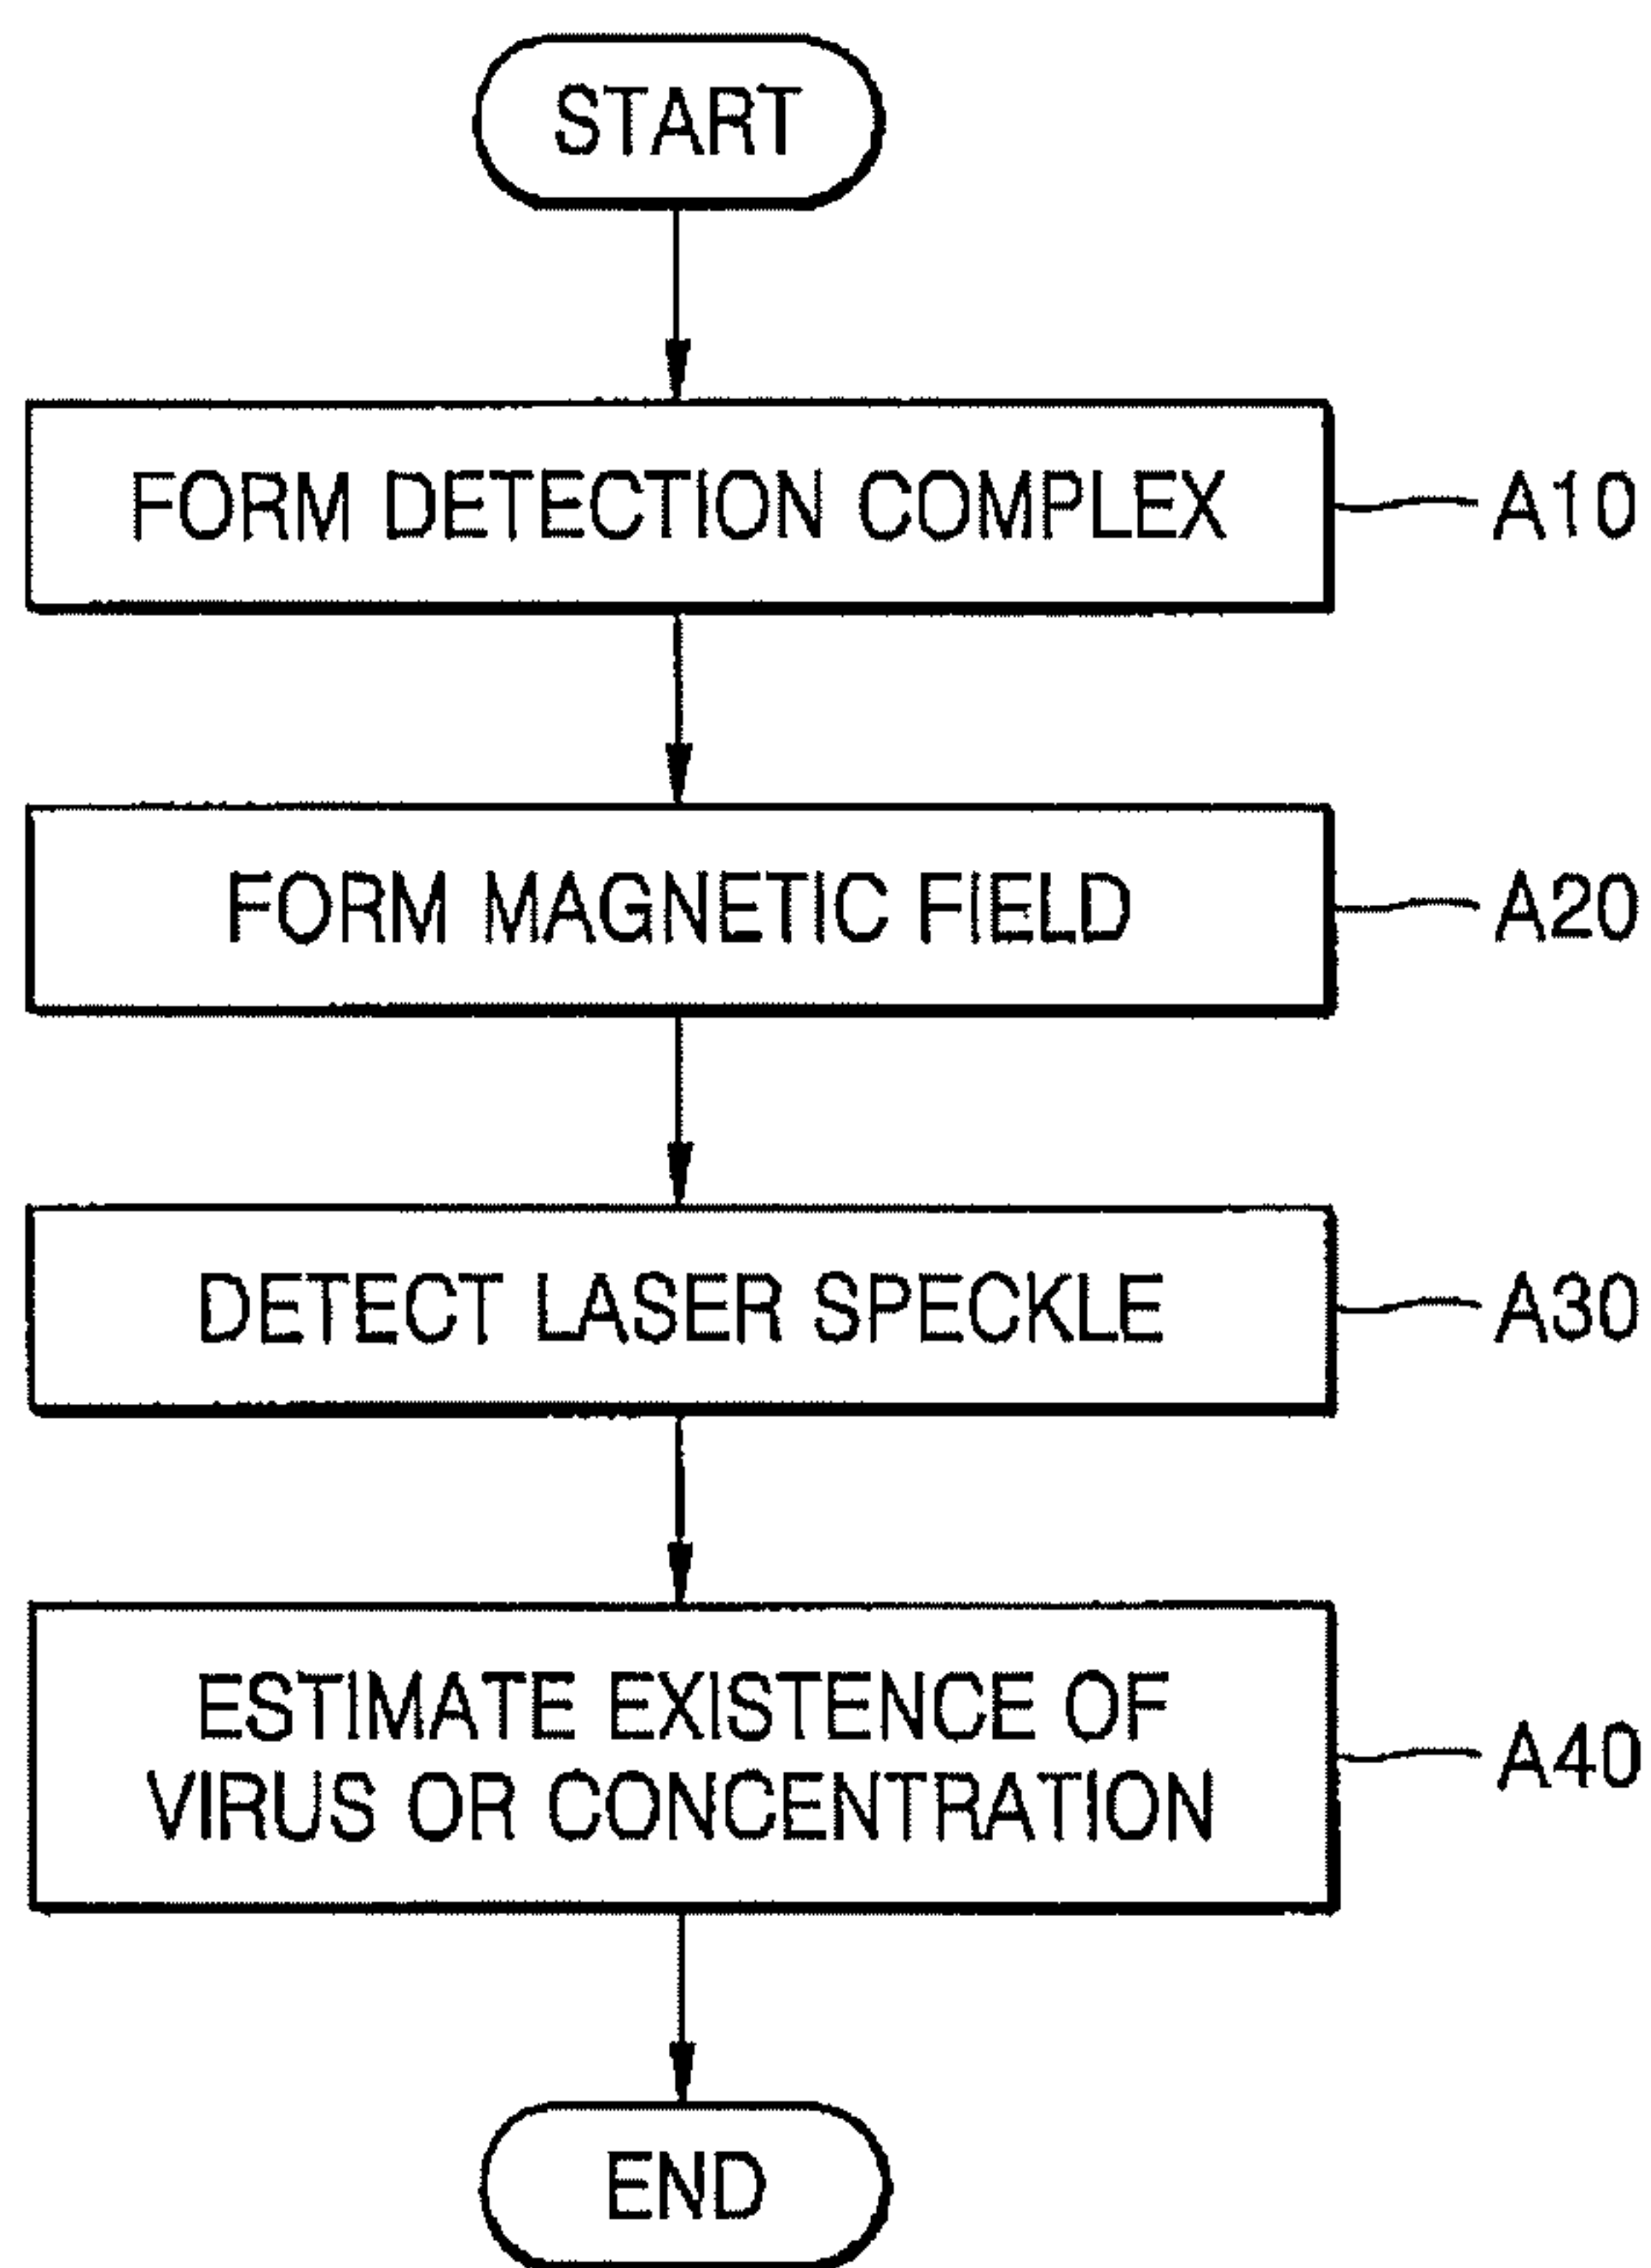 START
FORM DETECTION COMPLEX
A10
FORM MAGNETIC FIELD
A20
DETECT LASER SPECKLE
A30
ESTIMATE EXISTENCE OF
VIRUS OR CONCENTRATION
A40
END